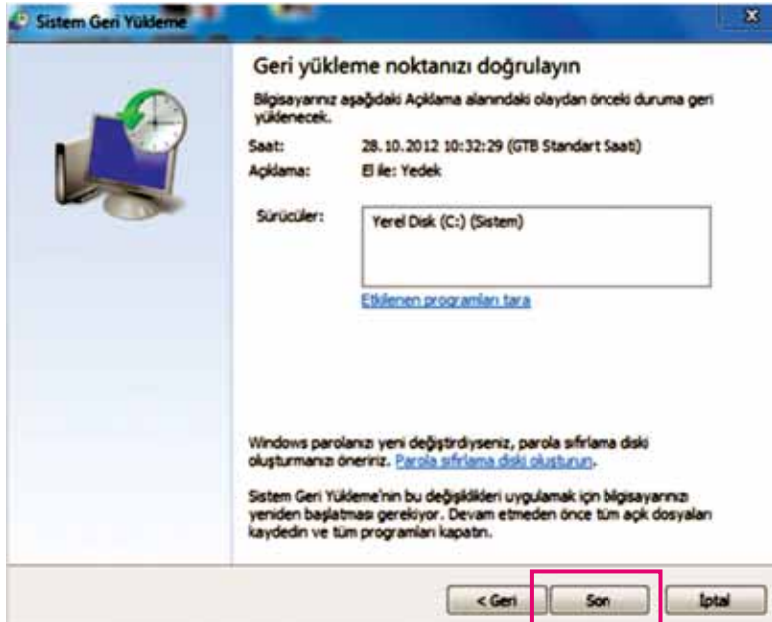 Sistem Geri Yükleme
Geri yükleme noktanızı doğrulayın
Bilgisayarınız aşağıdaki Açıklama alanındaki olaydan önceki duruma geri
yüklenecek.
Saat: 28.10.2012 10:32:29 (GTB Standart Saati)
Açıklama: El ile: Yedek
Sürücüler: Yerel Disk (C:) (Sistem)
Etkilenen programları tara
Windows parolanızı yeni değiştirdiyseniz, parola sıfırlama diski
oluşturmanızı öneririz. Parola sıfırlama diski oluşturun.
Sistem Geri Yükleme'nin bu değişiklikleri uygulamak için bilgisayarınızı
yeniden başlatması gerekiyor. Devam etmeden önce tüm açık dosyaları
kaydedin ve tüm programları kapatın.
< Geri Son İptal